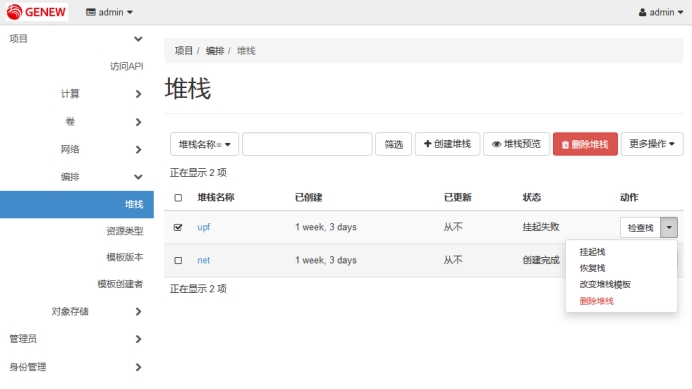 GENEW admin admin
项目
访问API
计算
卷
网络
编排
堆栈
资源类型
模板版本
模板创建者
对象存储
管理员
身份管理
项目 / 编排 / 堆栈
堆栈
堆栈名称= 筛选 创建堆栈 堆栈预览 删除堆栈 更多操作
正在显示 2 项
堆栈名称 已创建 已更新 状态 动作
upf 1 week, 3 days 从不 挂起失败 检查栈
net 1 week, 3 days 从不 创建完成
挂起栈
恢复栈
改变堆栈模板
删除堆栈
正在显示 2 项